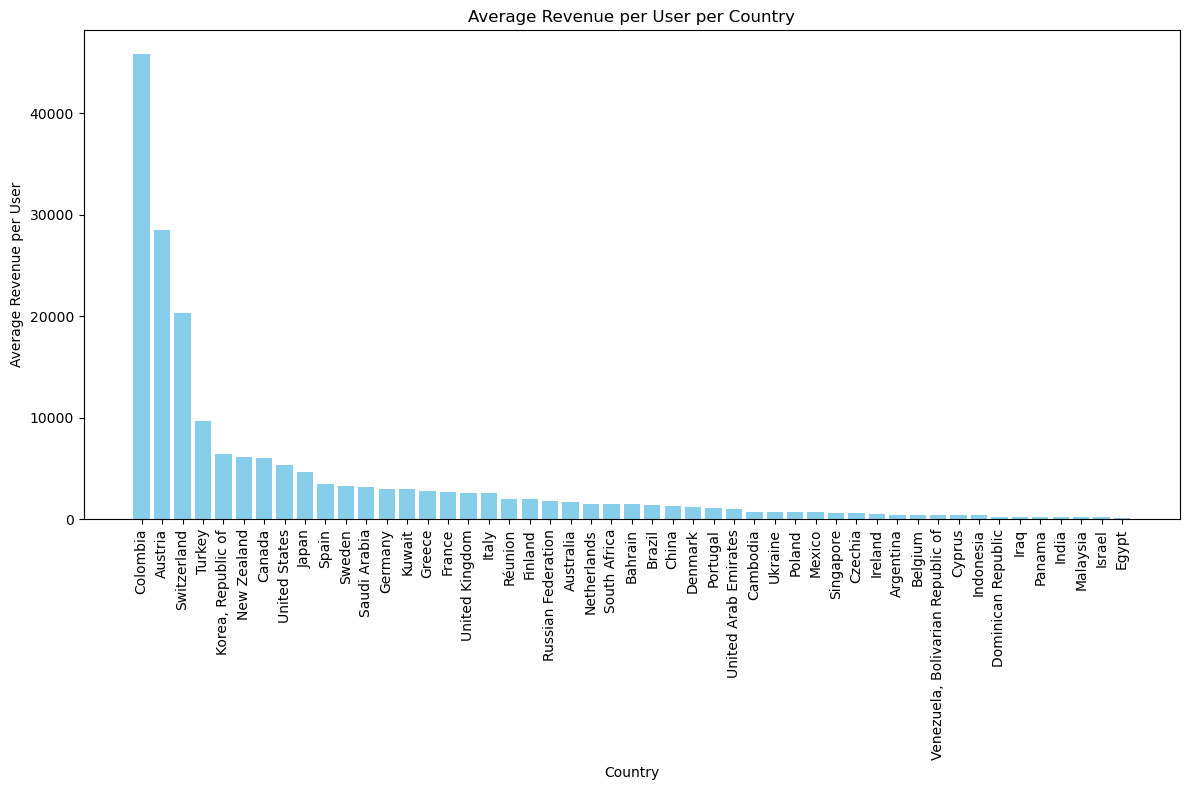 Average Revenue per User per Country
Average Revenue per User
40000
30000
20000
10000
0
Colombia
Austria
Switzerland
Turkey
Korea, Republic of
New Zealand
Canada
United States
Japan
Spain
Sweden
Saudi Arabia
Germany
Kuwait
Greece
France
United Kingdom
Italy
Réunion
Finland
Russian Federation
Australia
Netherlands
South Africa
Bahrain
Brazil
China
Denmark
Portugal
United Arab Emirates
Cambodia
Ukraine
Poland
Mexico
Singapore
Czechia
Ireland
Argentina
Belgium
Venezuela, Bolivarian Republic of
Cyprus
Indonesia
Dominican Republic
Iraq
Panama
India
Malaysia
Israel
Egypt
Country